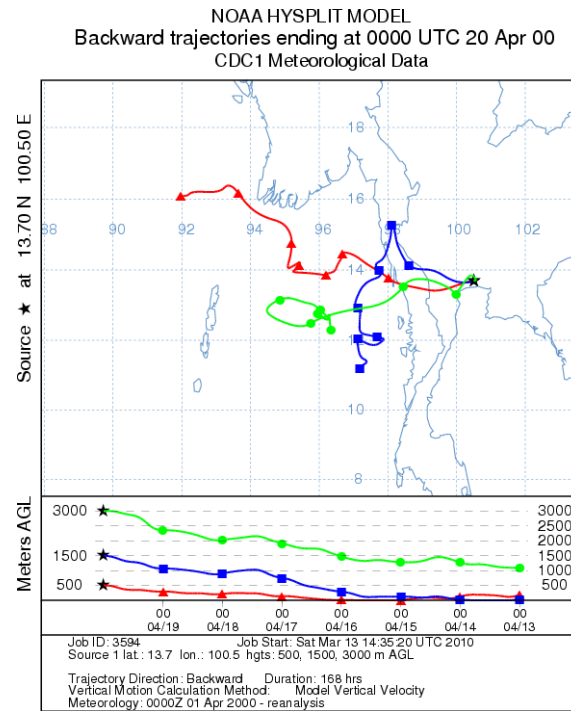 NOAA HYSPLIT MODEL
Backward trajectories ending at 0000 UTC 20 Apr 00
CDC1 Meteorological Data
Source ★ at 13.70 N 100.50 E
18
16
88 90 92 94 96 98 100 102
14
12
10
8
Meters AGL
3000 3000
2500
2000
1500 1500
1000
500 500
00 00 00 00 00 00 00
04/19 04/18 04/17 04/16 04/15 04/14 04/13
Job ID: 3594 Job Start: Sat Mar 13 14:35:20 UTC 2010
Source 1 lat.: 13.7 lon.: 100.5 hgts: 500, 1500, 3000 m AGL
Trajectory Direction: Backward Duration: 168 hrs
Vertical Motion Calculation Method: Model Vertical Velocity
Meteorology: 0000Z 01 Apr 2000 - reanalysis